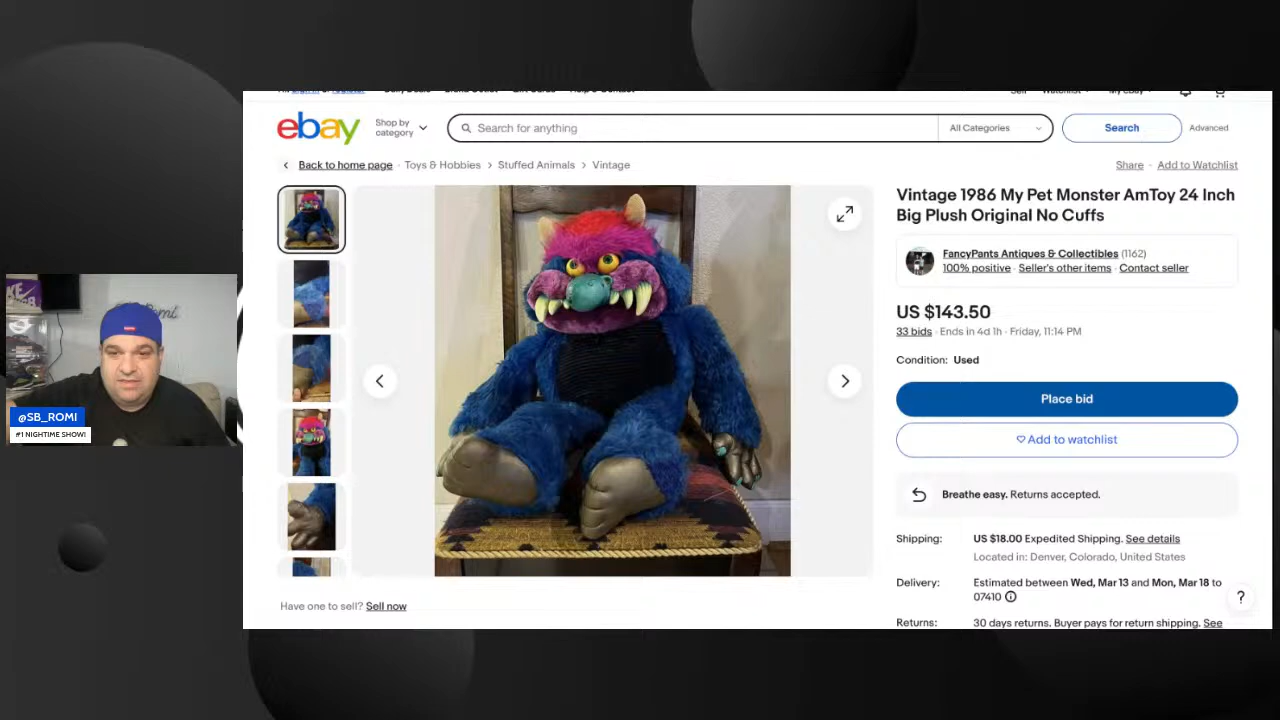 ebay
Shop by
category
Search for anything
All Categories
Search
Advanced
Back to home page · Toys & Hobbies > Stuffed Animals > Vintage
Share · Add to Watchlist
Vintage 1986 My Pet Monster AmToy 24 Inch
Big Plush Original No Cuffs
FancyPants Antiques & Collectibles (1162)
100% positive · Seller's other items · Contact seller
US $143.50
33 bids · Ends in 4d 1h · Friday, 11:14 PM
Condition: Used
Place bid
Add to watchlist
Breathe easy. Returns accepted.
Shipping: US $18.00 Expedited Shipping. See details
Located in: Denver, Colorado, United States
Delivery: Estimated between Wed, Mar 13 and Mon, Mar 18 to
07410
?
Returns: 30 days returns. Buyer pays for return shipping. See
Have one to sell? Sell now
@SB_ROMI
#1 NIGHTIME SHOW!